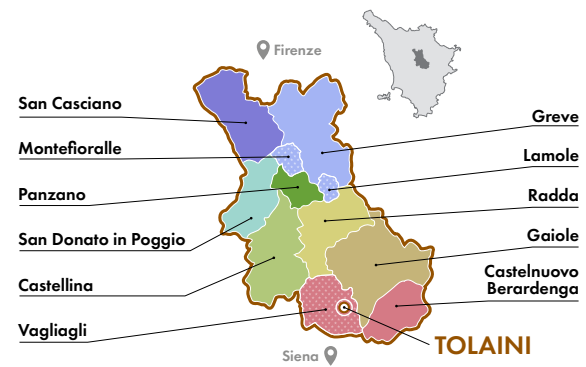 Firenze
San Casciano
Montefioralle
Panzano
San Donato in Poggio
Castellina
Vagliagli
Greve
Lamole
Radda
Gaiole
Castelnuovo
Berardenga
Siena
TOLAINI